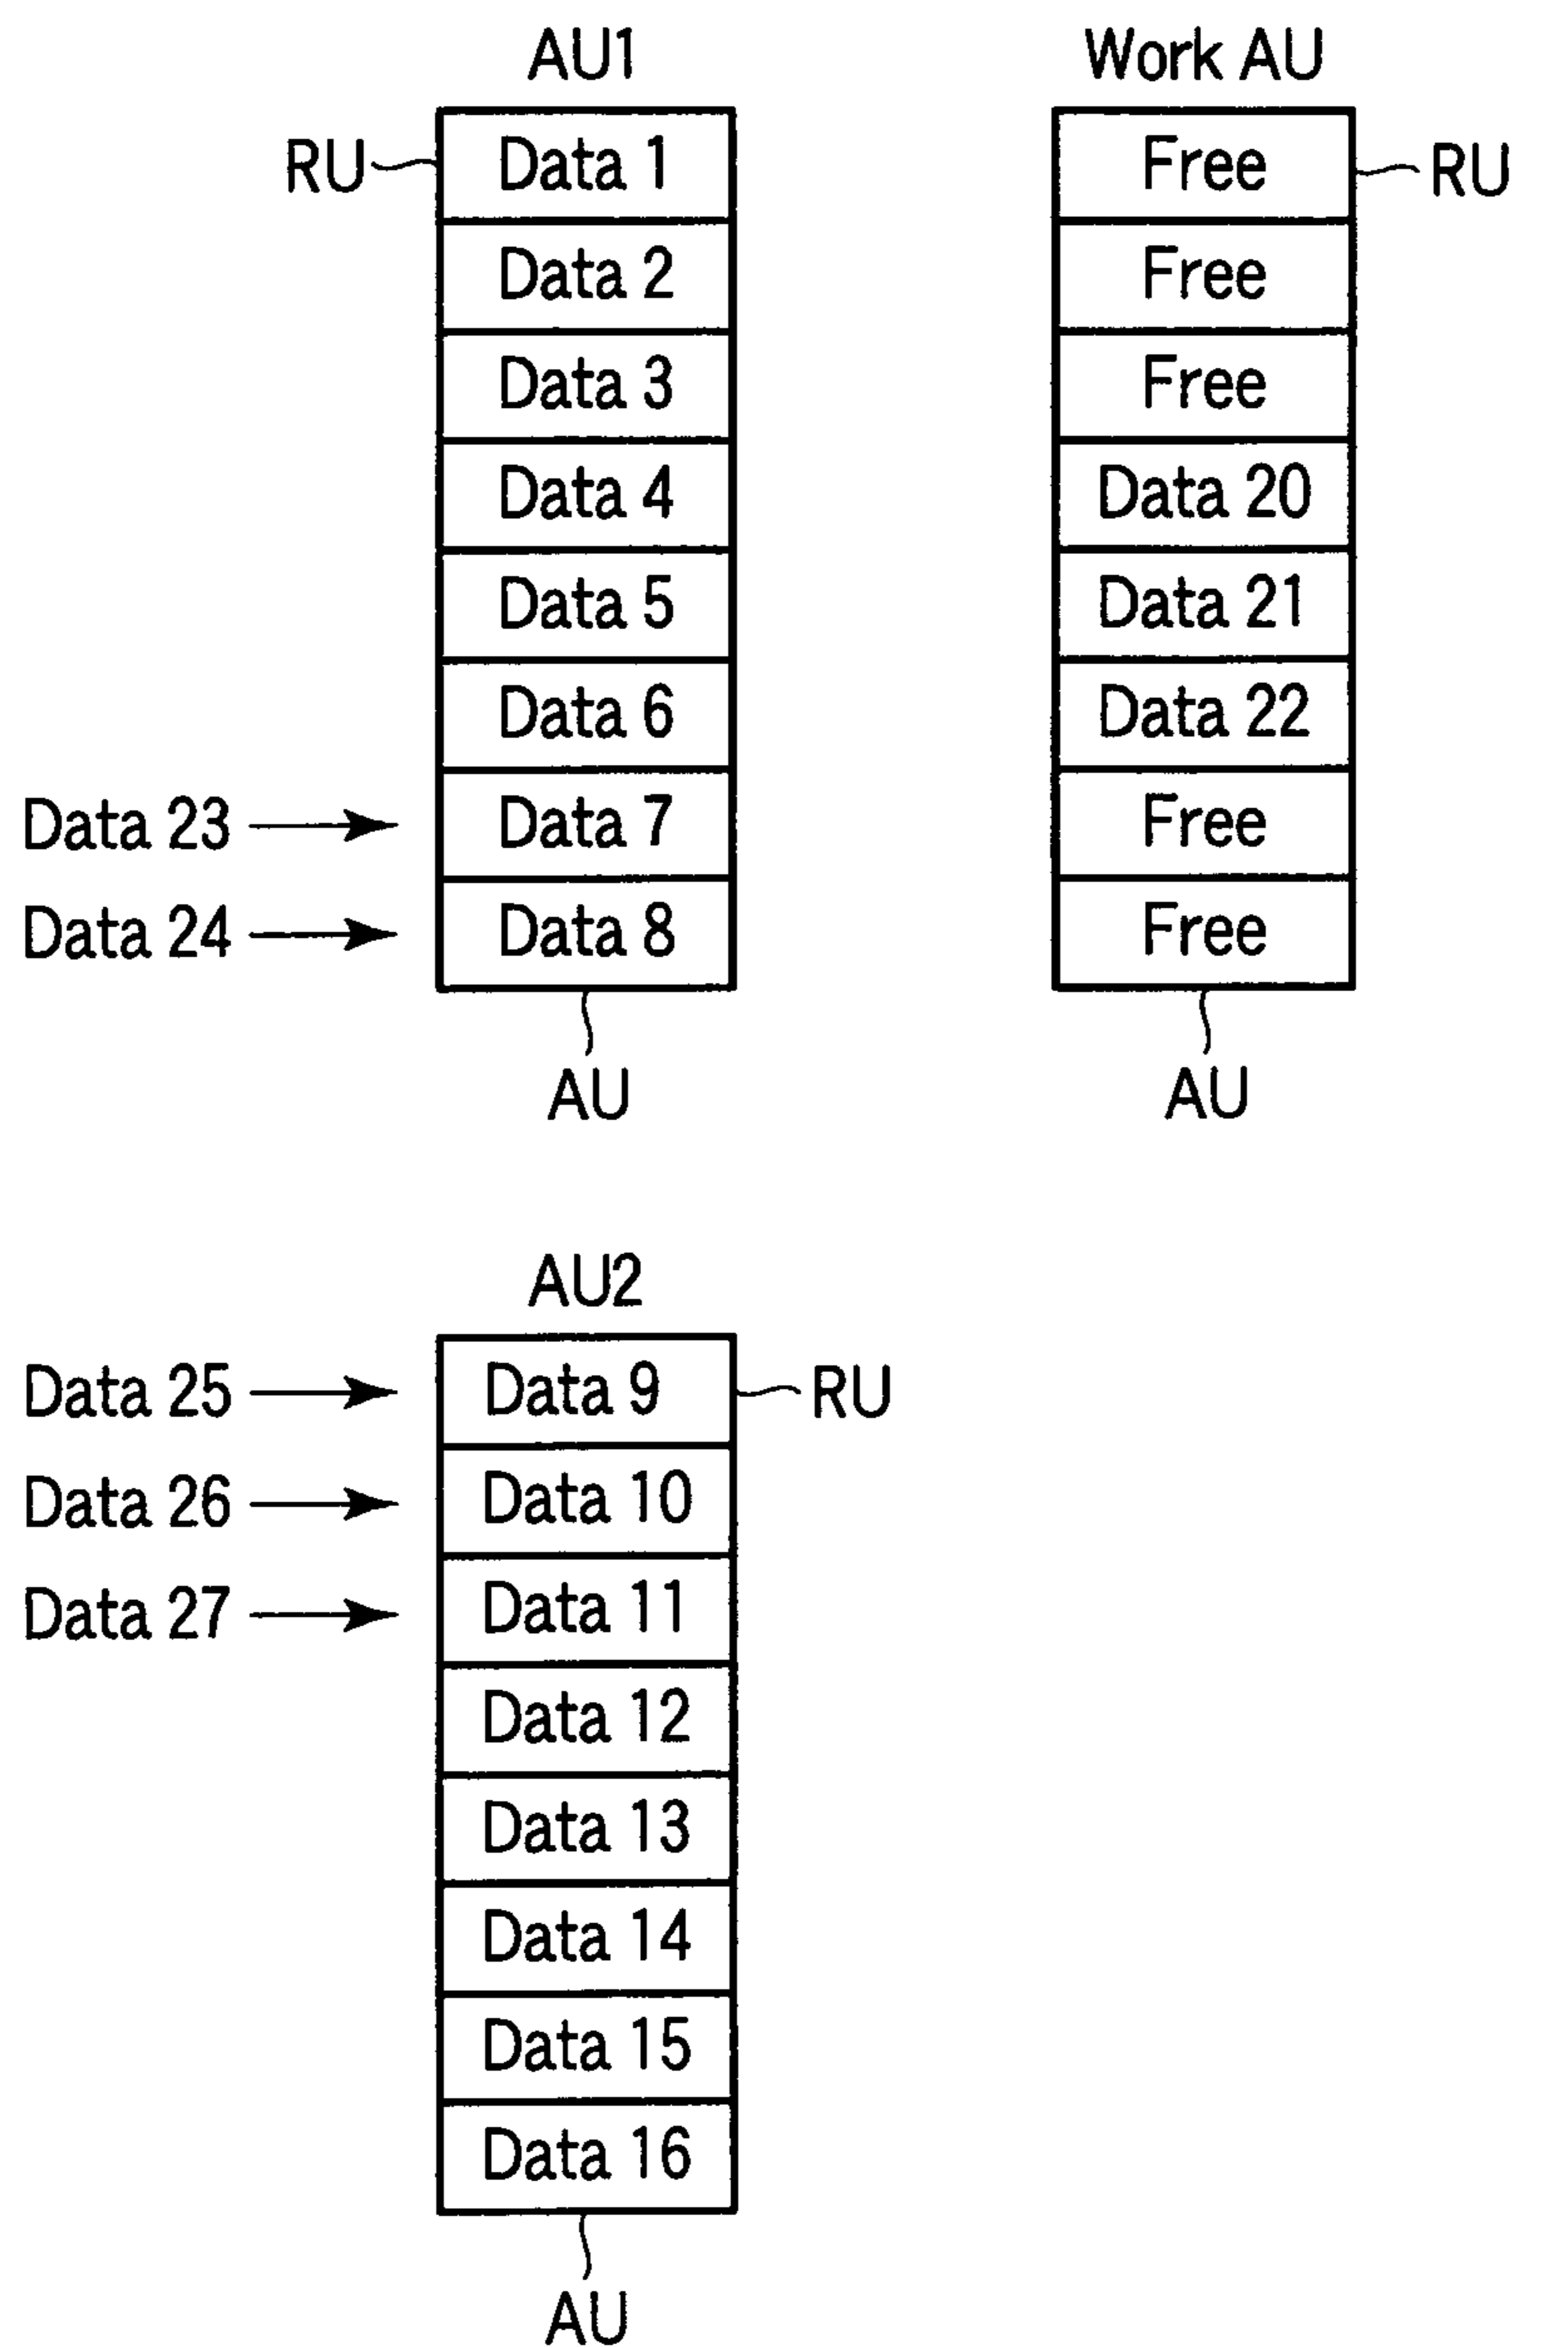 AU1
RU
Data 1
Data 2
Data 3
Data 4
Data 5
Data 6
Data 23
Data 7
Data 24
Data 8
AU
Work AU
Free
RU
Free
Free
Data 20
Data 21
Data 22
Free
Free
AU
AU2
Data 25
Data 9
RU
Data 26
Data 10
Data 27
Data 11
Data 12
Data 13
Data 14
Data 15
Data 16
AU